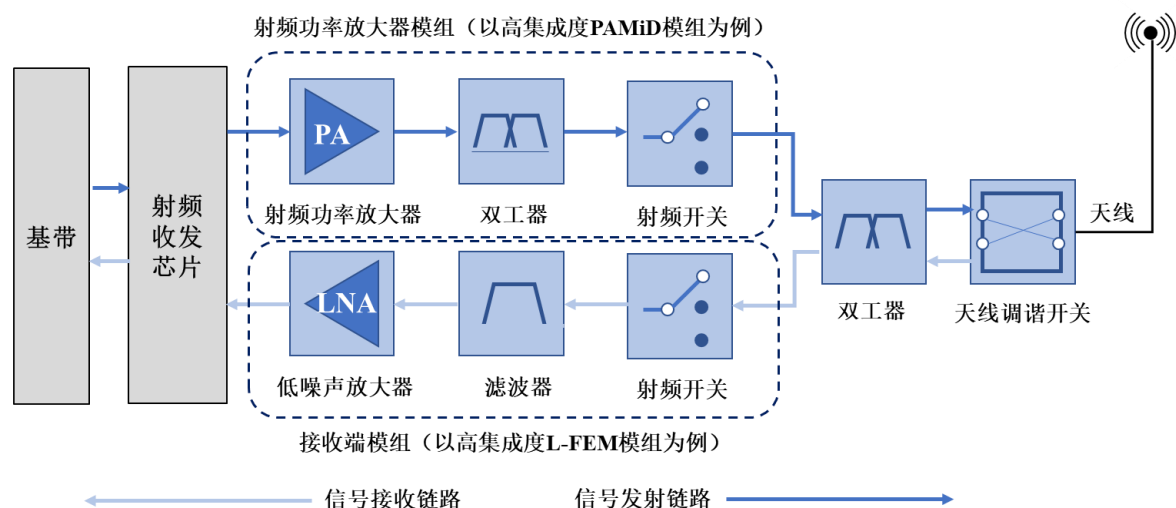 射频功率放大器模组（以高集成度PAMiD模组为例）
基带
射频
收发
芯片
PA
射频功率放大器
双工器
射频开关
LNA
低噪声放大器
滤波器
射频开关
双工器
天线调谐开关
天线
接收端模组（以高集成度L-FEM模组为例）
信号接收链路
信号发射链路